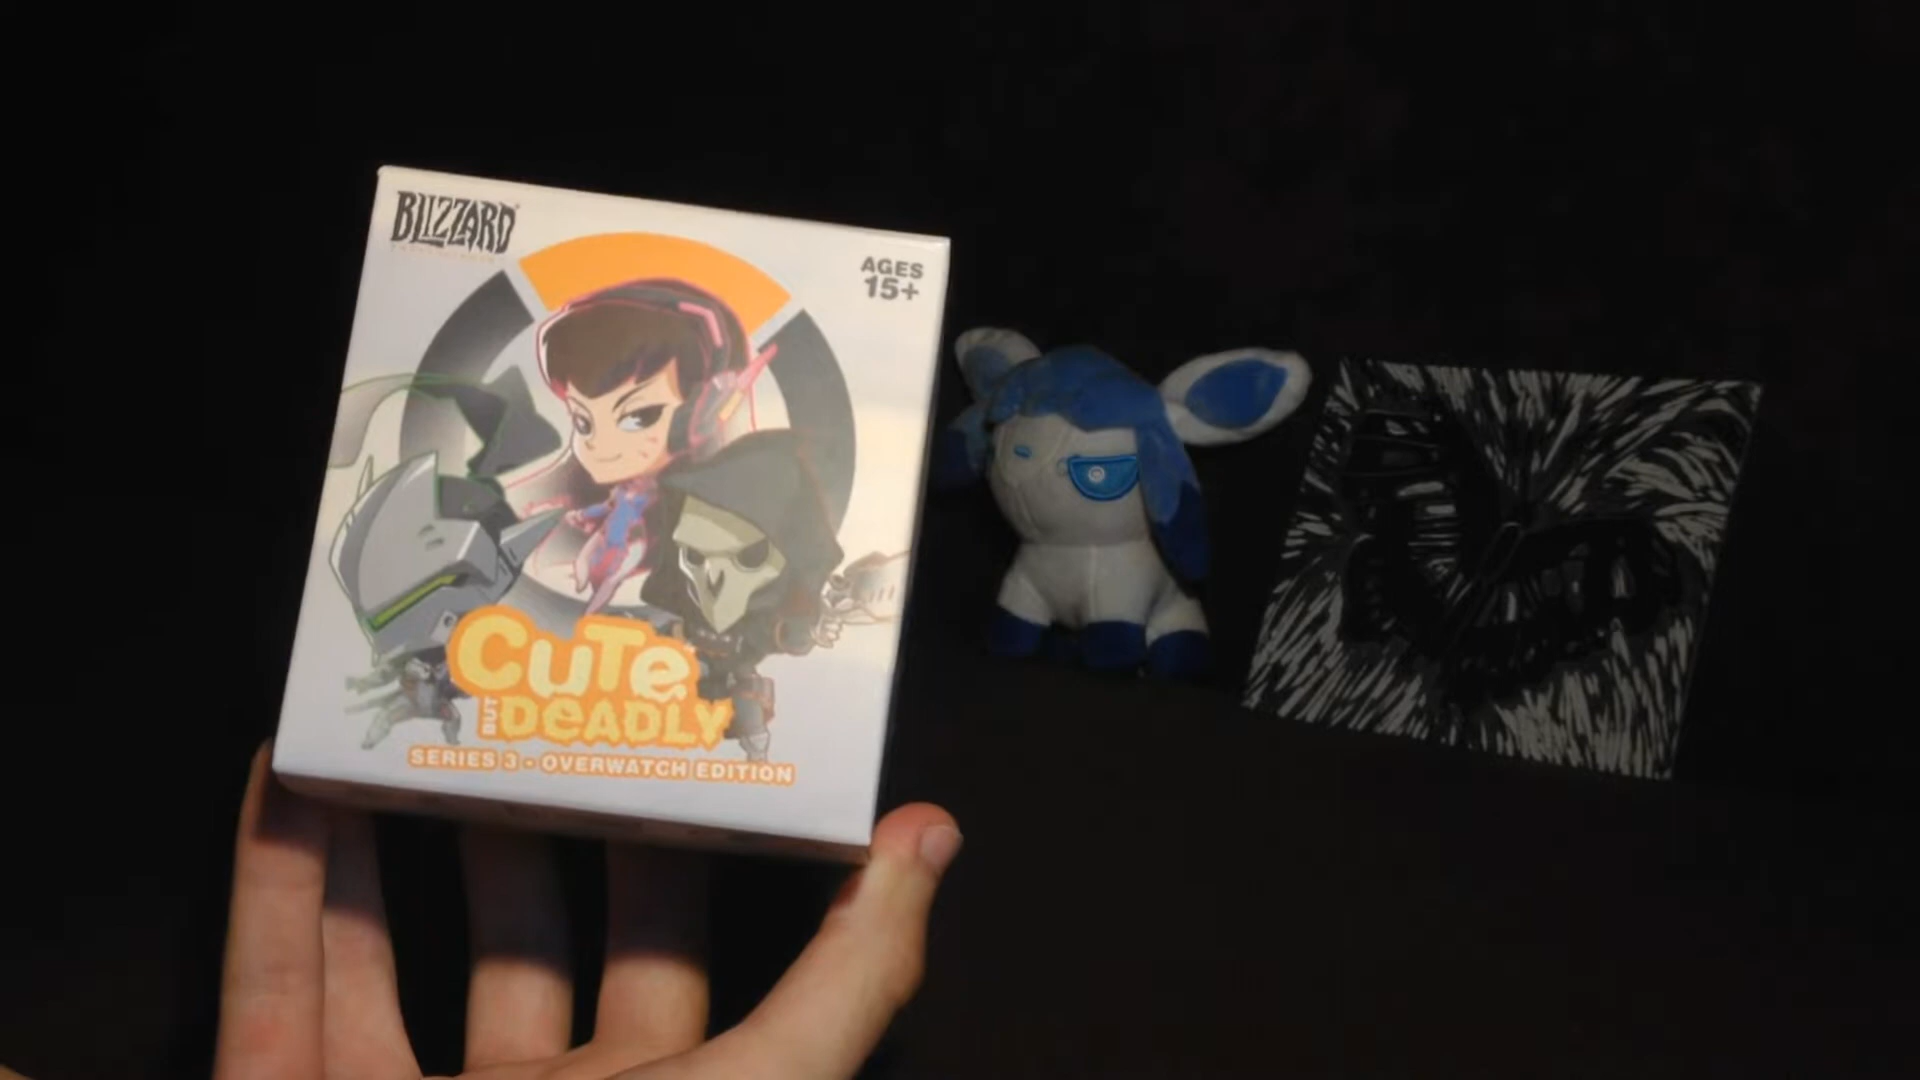 BLIZZARD
AGES
15+
CUTE
BUT
DEADLY
SERIES 3 - OVERWATCH EDITION